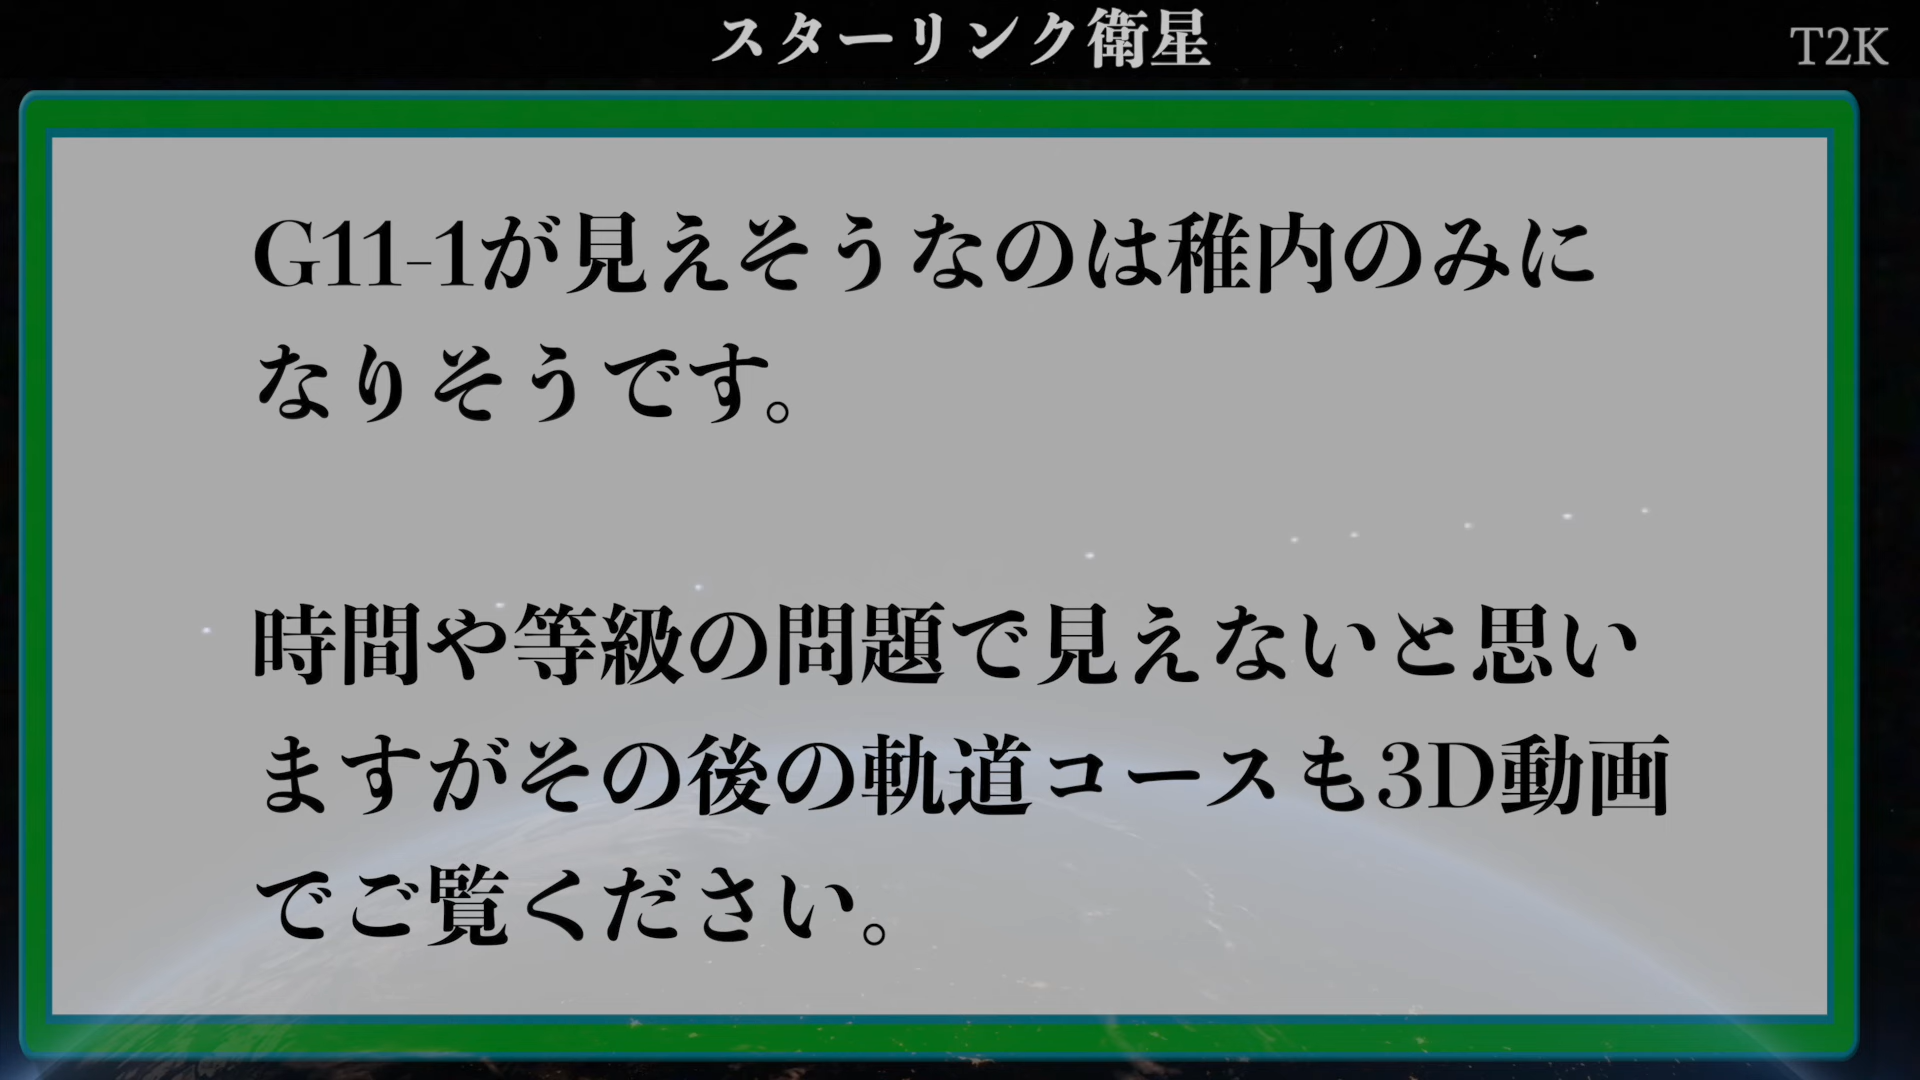 スターリンク衛星
T2K
G11-1が見えそうなのは稚内のみに
なりそうです。
時間や等級の問題で見えないと思い
ますがその後の軌道コースも3D動画
でご覧ください。